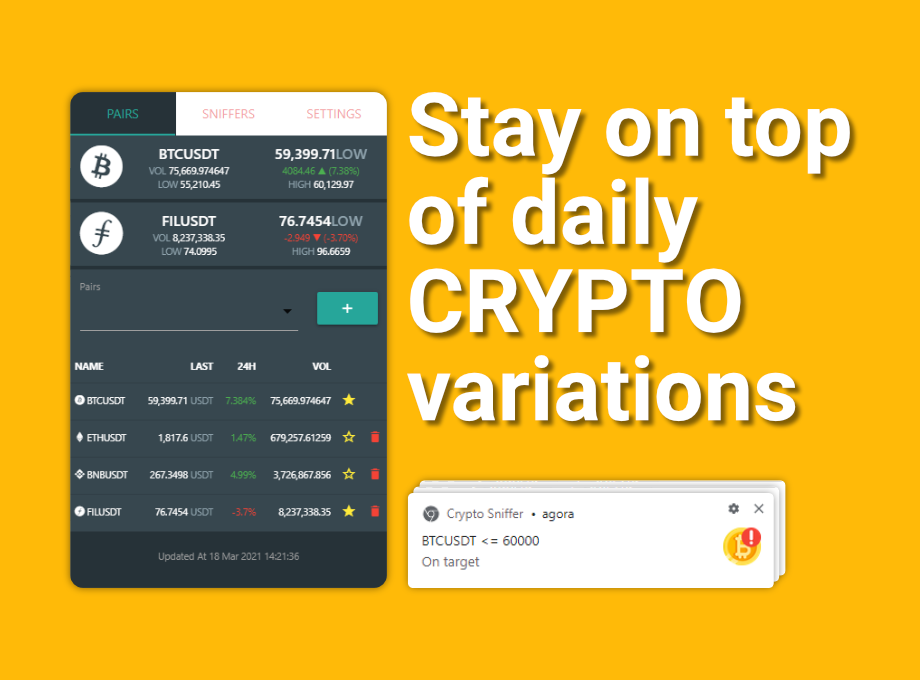 PAIRS SNIFFERS SETTINGS
BTCUSDT 59,399.71LOW
VOL 75,669.974647 4084.46 ▲ (7.38%)
LOW 55,210.45 HIGH 60,129.97
FILUSDT 76.7454LOW
VOL 8,237,338.35 -2.949 ▼ (-3.70%)
LOW 74.0995 HIGH 96.6659
Pairs
+
NAME LAST 24H VOL
BTCUSDT 59,399.71 USDT 7.384% 75,669.974647
ETHUSDT 1,817.6 USDT 1.47% 679,257.61259
BNBUSDT 267.3498 USDT 4.99% 3,726,867.856
FILUSDT 76.7454 USDT -3.7% 8,237,338.35
Updated At 18 Mar 2021 14:21:36
Stay on top
of daily
CRYPTO
variations
Crypto Sniffer • agora
BTCUSDT <= 60000
On target